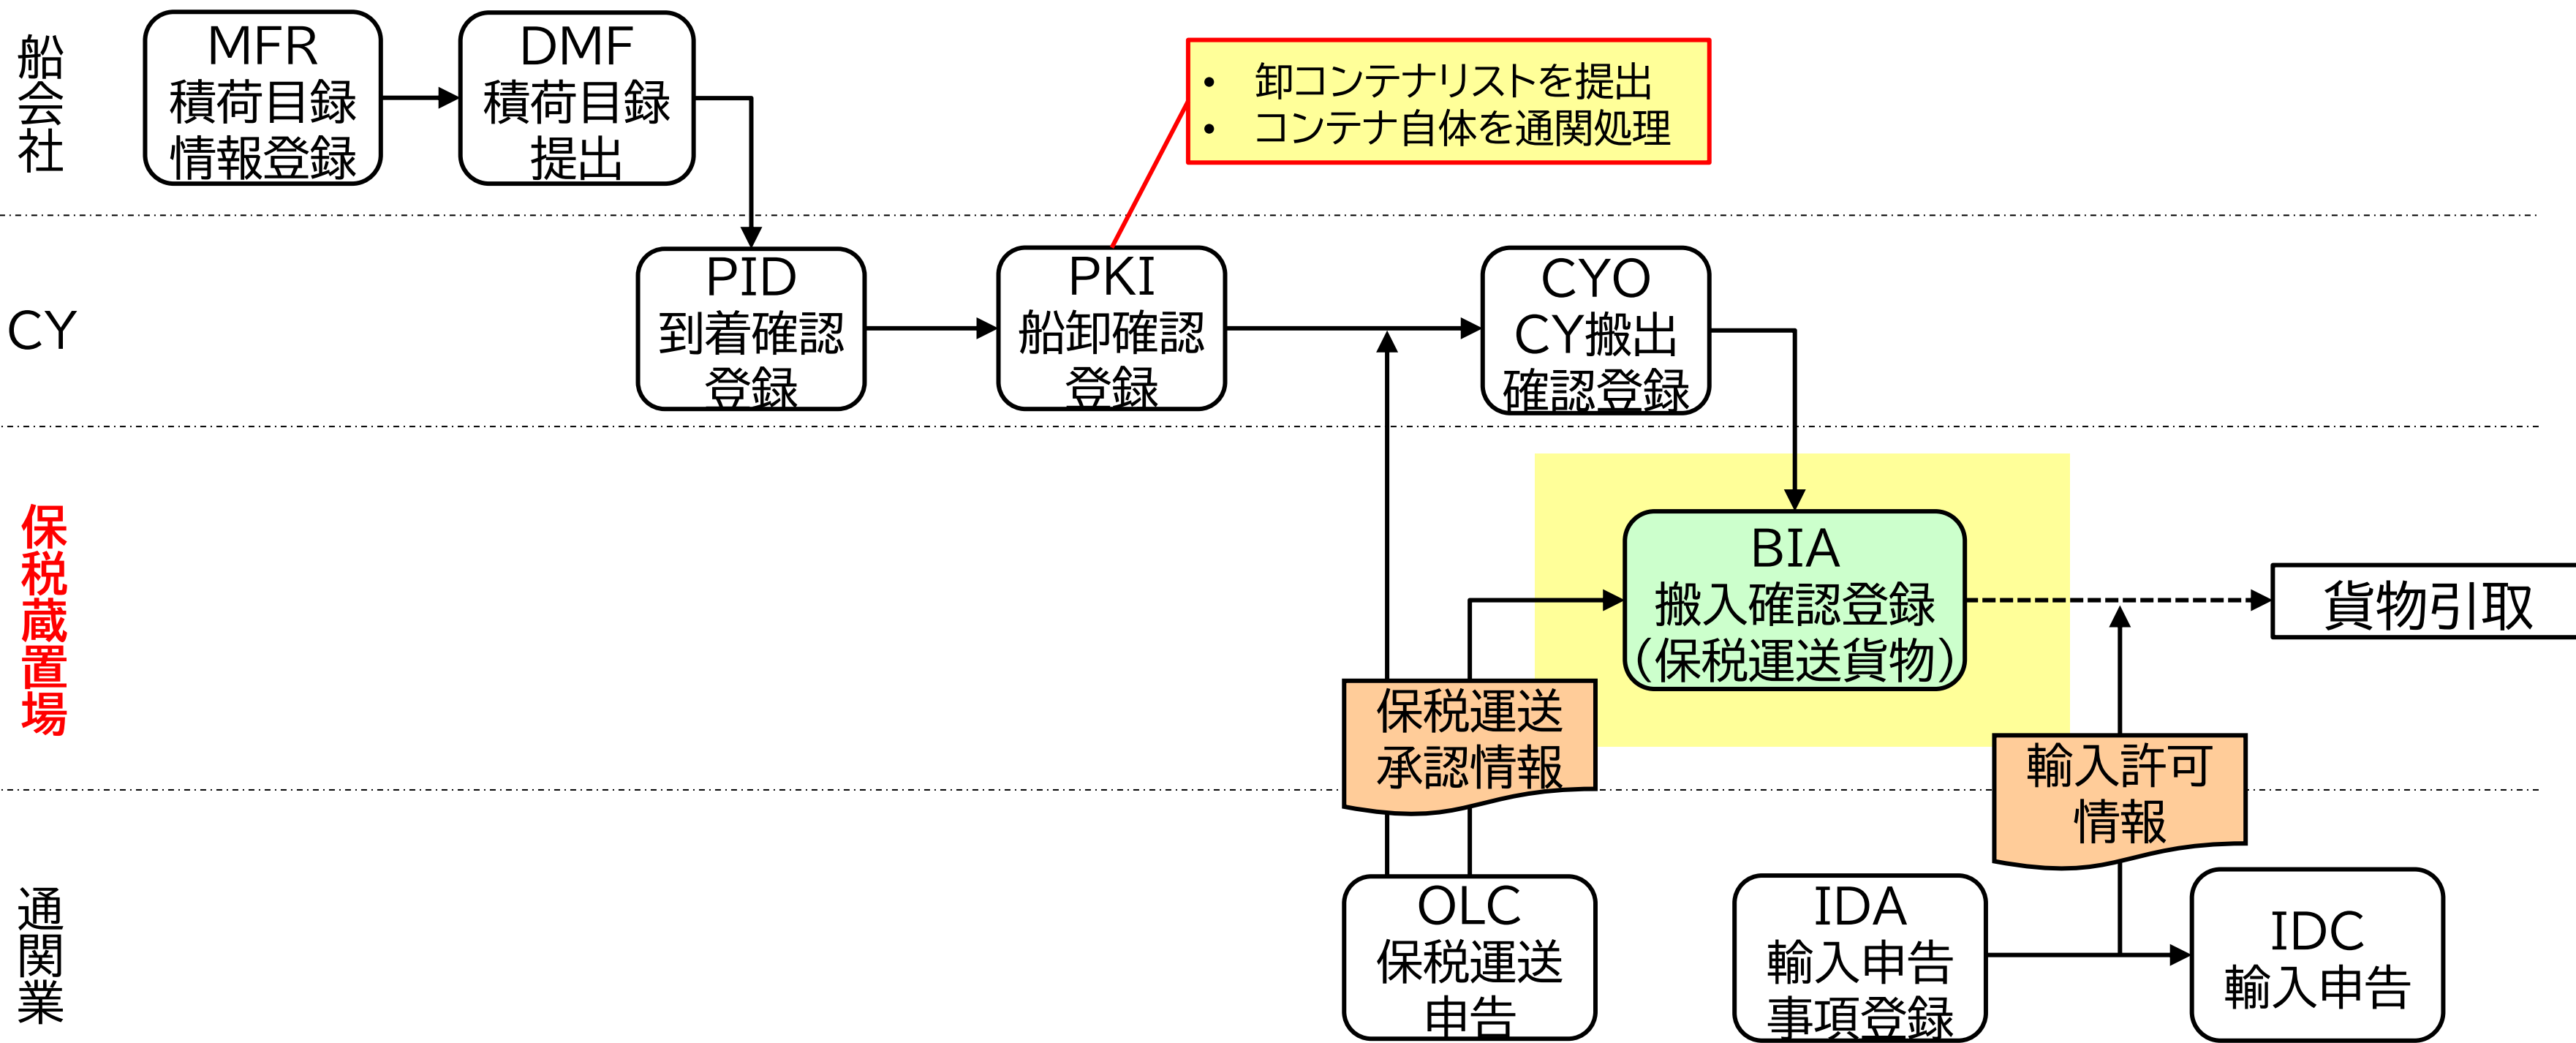 船会社
MFR
積荷目録
情報登録
DMF
積荷目録
提出
• 卸コンテナリストを提出
• コンテナ自体を通関処理
CY
PID
到着確認
登録
PKI
船卸確認
登録
CYO
CY搬出
確認登録
保税蔵置場
BIA
搬入確認登録
(保税運送貨物)
貨物引取
保税運送
承認情報
輸入許可
情報
通関業
OLC
保税運送
申告
IDA
輸入申告
事項登録
IDC
輸入申告